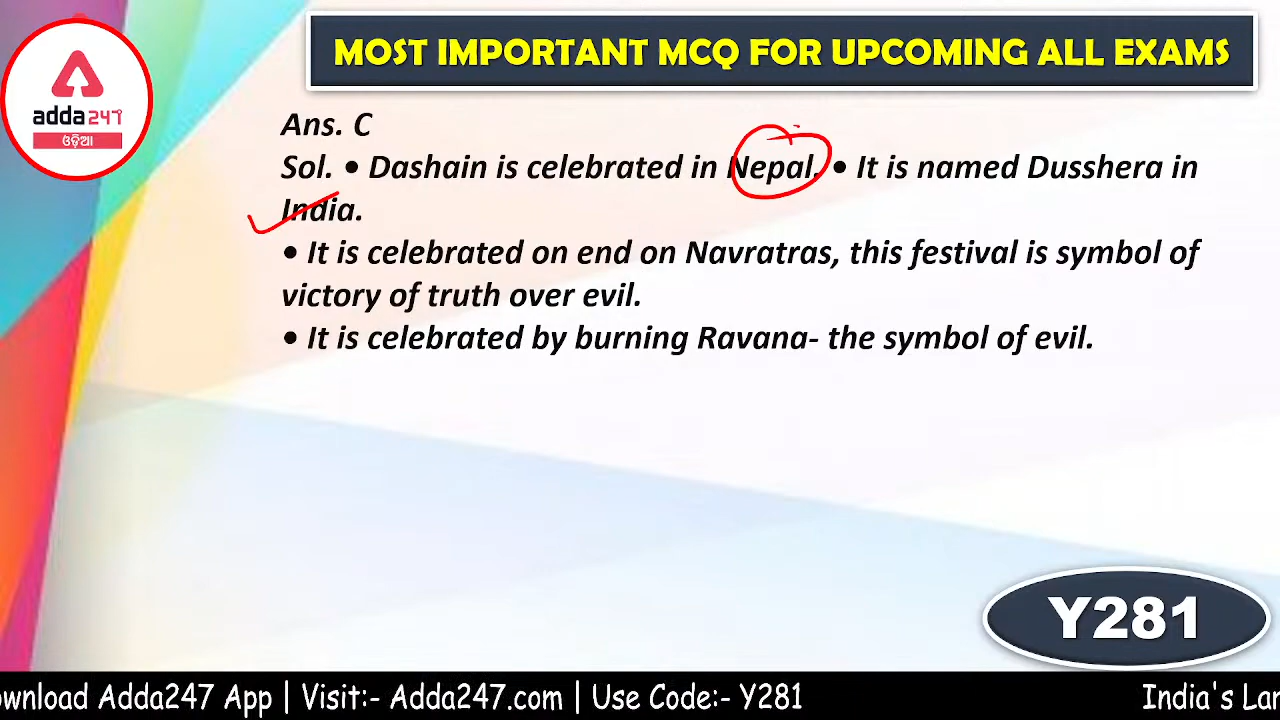 MOST IMPORTANT MCQ FOR UPCOMING ALL EXAMS
adda247
ଓଡ଼ିଆ
Ans. C
Sol. • Dashain is celebrated in Nepal. • It is named Dusshera in
India.
• It is celebrated on end on Navratras, this festival is symbol of
victory of truth over evil.
• It is celebrated by burning Ravana- the symbol of evil.
Y281
ownload Adda247 App | Visit:- Adda247.com | Use Code:- Y281
India's Lar